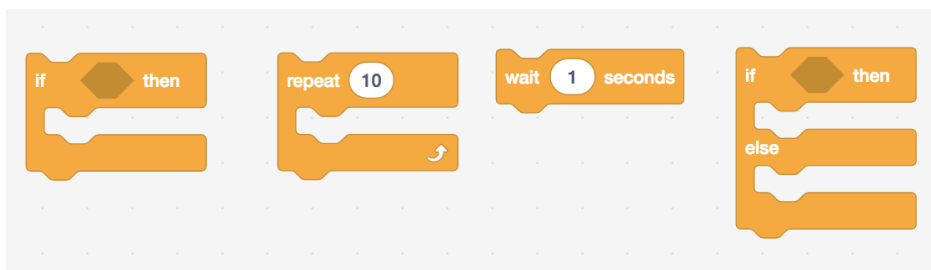 if then
repeat 10
wait 1 seconds
if then
else